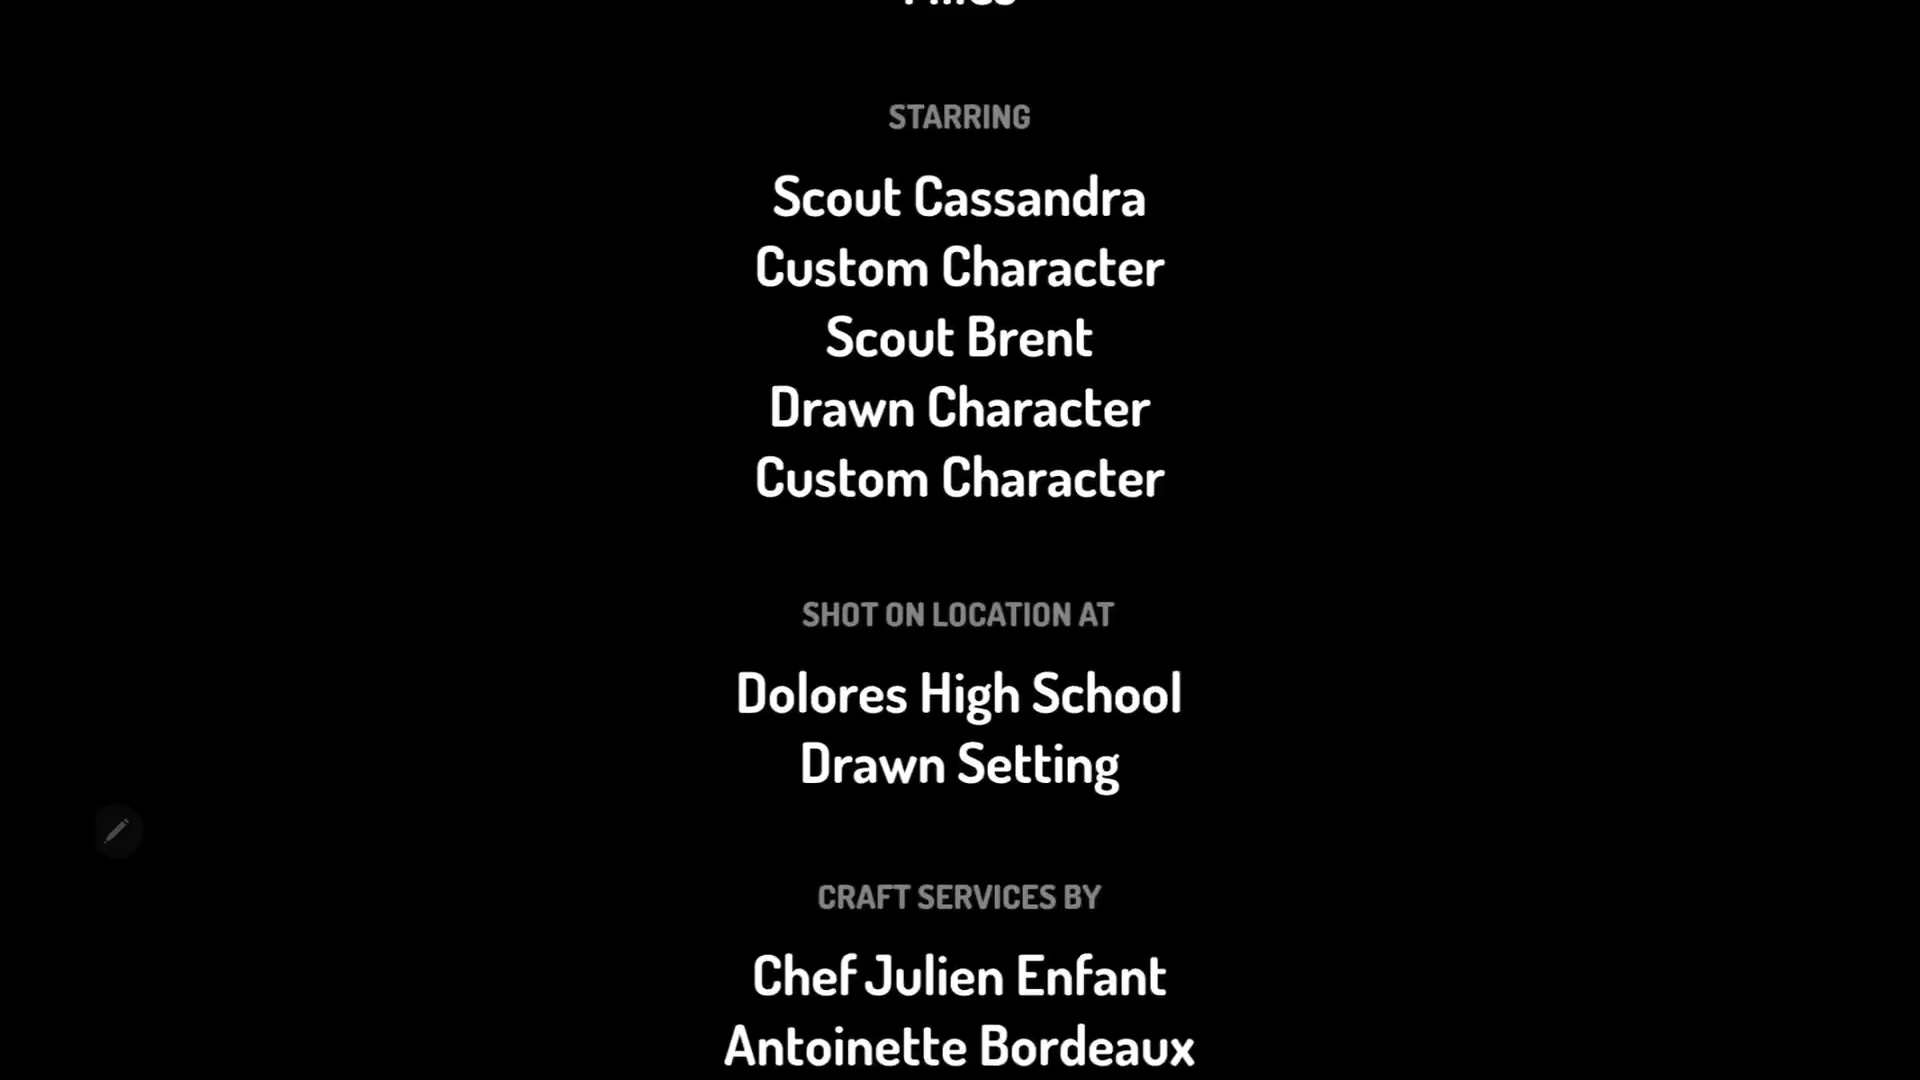 STARRING
Scout Cassandra
Custom Character
Scout Brent
Drawn Character
Custom Character
SHOT ON LOCATION AT
Dolores High School
Drawn Setting
CRAFT SERVICES BY
Chef Julien Enfant
Antoinette Bordeaux